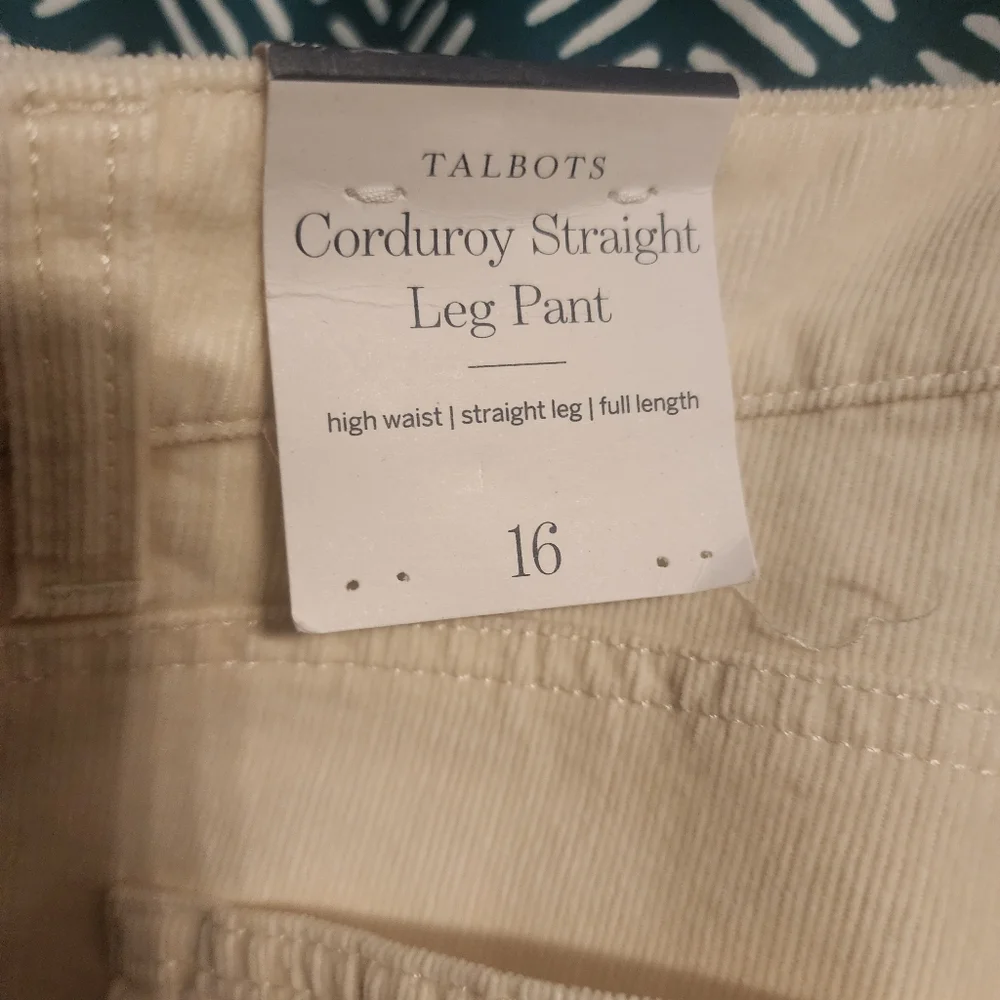 TALBOTS
Corduroy Straight
Leg Pant
high waist | straight leg | full length
16